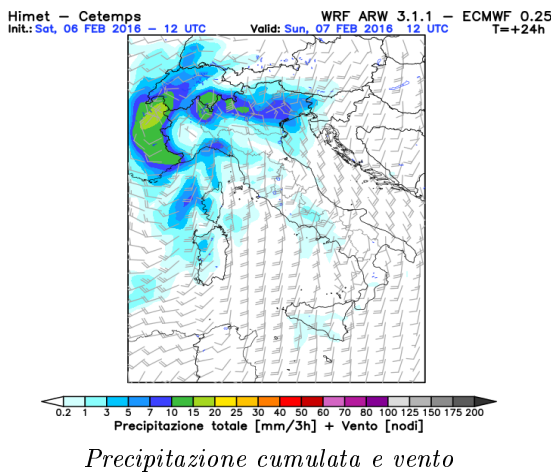 Himet – Cetemps WRF ARW 3.1.1 – ECMWF 0.25
Init.: Sat, 06 FEB 2016 – 12 UTC Valid: Sun, 07 FEB 2016 12 UTC T=+24h
0.2 1 3 5 7 10 15 20 25 30 40 50 60 70 80 100 125 150 175 200
Precipitazione totale [mm/3h] + Vento [nodi]
Precipitazione cumulata e vento